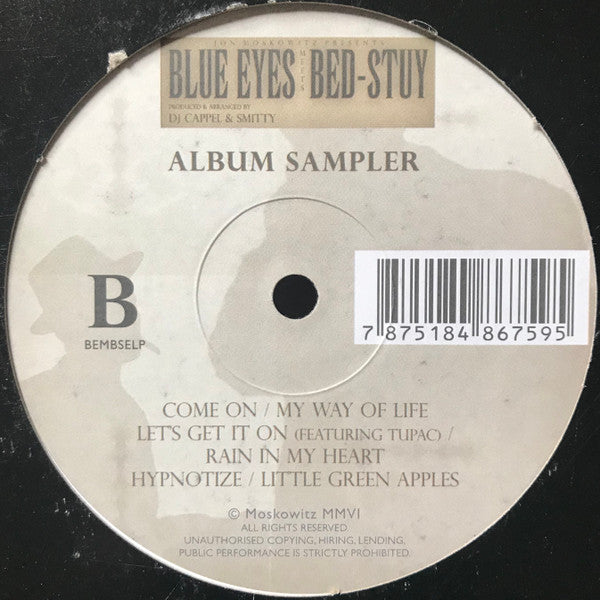 JON MOSKOWITZ PRESENTS
BLUE EYES MEETS BED-STUY
PRODUCED & ARRANGED BY
DJ CAPPEL & SMITTY
ALBUM SAMPLER
B
BEMBSELP
7 875184 867595
COME ON / MY WAY OF LIFE
LET'S GET IT ON (FEATURING TUPAC) /
RAIN IN MY HEART
HYPNOTIZE / LITTLE GREEN APPLES
© Moskowitz MMVI
ALL RIGHTS RESERVED.
UNAUTHORISED COPYING, HIRING, LENDING,
PUBLIC PERFORMANCE IS STRICTLY PROHIBITED.